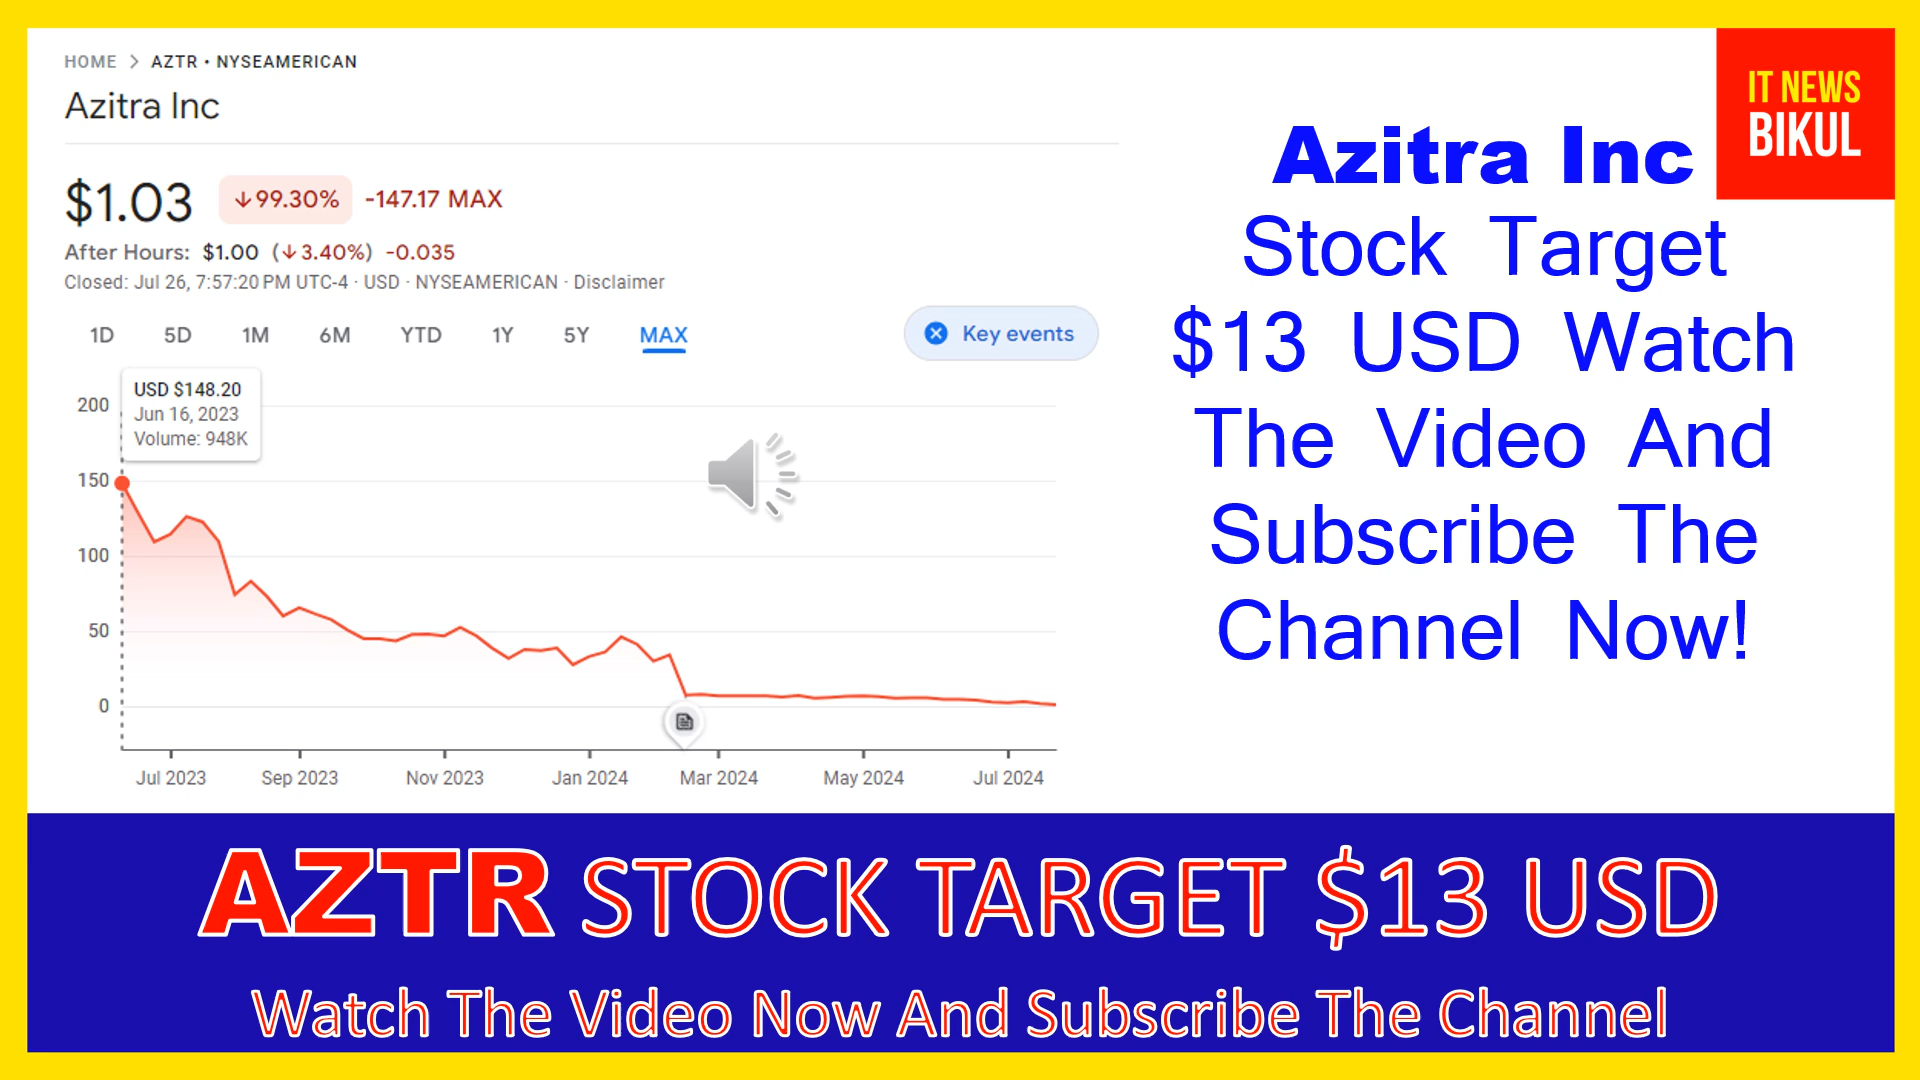 HOME > AZTR • NYSEAMERICAN
Azitra Inc
$1.03 ↓99.30% -147.17 MAX
After Hours: $1.00 (↓3.40%) -0.035
Closed: Jul 26, 7:57:20 PM UTC-4 · USD · NYSEAMERICAN · Disclaimer
1D 5D 1M 6M YTD 1Y 5Y MAX
Key events
USD $148.20
Jun 16, 2023
Volume: 948K
200
150
100
50
0
Jul 2023 Sep 2023 Nov 2023 Jan 2024 Mar 2024 May 2024 Jul 2024
IT NEWS
BIKUL
Azitra Inc
Stock Target
$13 USD Watch
The Video And
Subscribe The
Channel Now!
AZTR STOCK TARGET $13 USD
Watch The Video Now And Subscribe The Channel